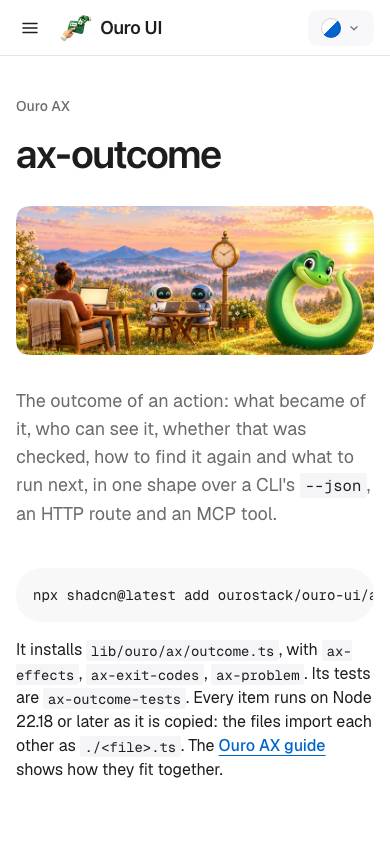 Ouro UI
Ouro AX
ax-outcome
The outcome of an action: what became of
it, who can see it, whether that was
checked, how to find it again and what to
run next, in one shape over a CLI's --json,
an HTTP route and an MCP tool.
npx shadcn@latest add ourostack/ouro-ui/a
It installs lib/ouro/ax/outcome.ts, with ax-
effects, ax-exit-codes, ax-problem. Its tests
are ax-outcome-tests. Every item runs on Node
22.18 or later as it is copied: the files import each
other as ./<file>.ts. The Ouro AX guide
shows how they fit together.